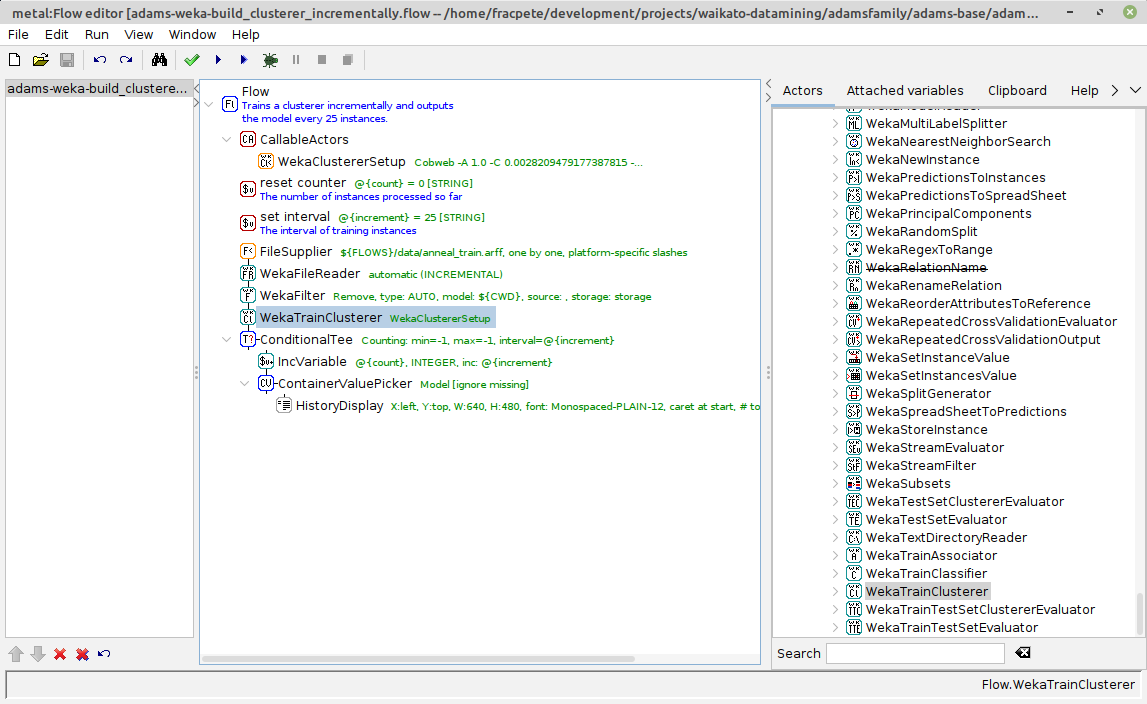 metal:Flow editor [adams-weka-build_clusterer_incrementally.flow – /home/fracpete/development/projects/waikato-datamining/adamsfamily/adams-base/adam...
File Edit Run View Window Help
adams-weka-build_clustere...
Flow
Trains a clusterer incrementally and outputs
the model every 25 instances.
CallableActors
WekaClustererSetup Cobweb -A 1.0 -C 0.0028209479177387815 -...
reset counter @{count} = 0 [STRING]
The number of instances processed so far
set interval @{increment} = 25 [STRING]
The interval of training instances
FileSupplier ${FLOWS}/data/anneal_train.arff, one by one, platform-specific slashes
WekaFileReader automatic (INCREMENTAL)
WekaFilter Remove, type: AUTO, model: ${CWD}, source: , storage: storage
WekaTrainClusterer WekaClustererSetup
ConditionalTee Counting: min=-1, max=-1, interval=@{increment}
IncVariable @{count}, INTEGER, inc: @{increment}
ContainerValuePicker Model [ignore missing]
HistoryDisplay X:left, Y:top, W:640, H:480, font: Monospaced-PLAIN-12, caret at start, # to
Actors Attached variables Clipboard Help
WekaMultiLabelSplitter
WekaNearestNeighborSearch
WekaNewInstance
WekaPredictionsToInstances
WekaPredictionsToSpreadSheet
WekaPrincipalComponents
WekaRandomSplit
WekaRegexToRange
WekaRelationName
WekaRenameRelation
WekaReorderAttributesToReference
WekaRepeatedCrossValidationEvaluator
WekaRepeatedCrossValidationOutput
WekaSetInstanceValue
WekaSetInstancesValue
WekaSplitGenerator
WekaSpreadSheetToPredictions
WekaStoreInstance
WekaStreamEvaluator
WekaStreamFilter
WekaSubsets
WekaTestSetClustererEvaluator
WekaTestSetEvaluator
WekaTextDirectoryReader
WekaTrainAssociator
WekaTrainClassifier
WekaTrainClusterer
WekaTrainTestSetClustererEvaluator
WekaTrainTestSetEvaluator
Search
Flow.WekaTrainClusterer